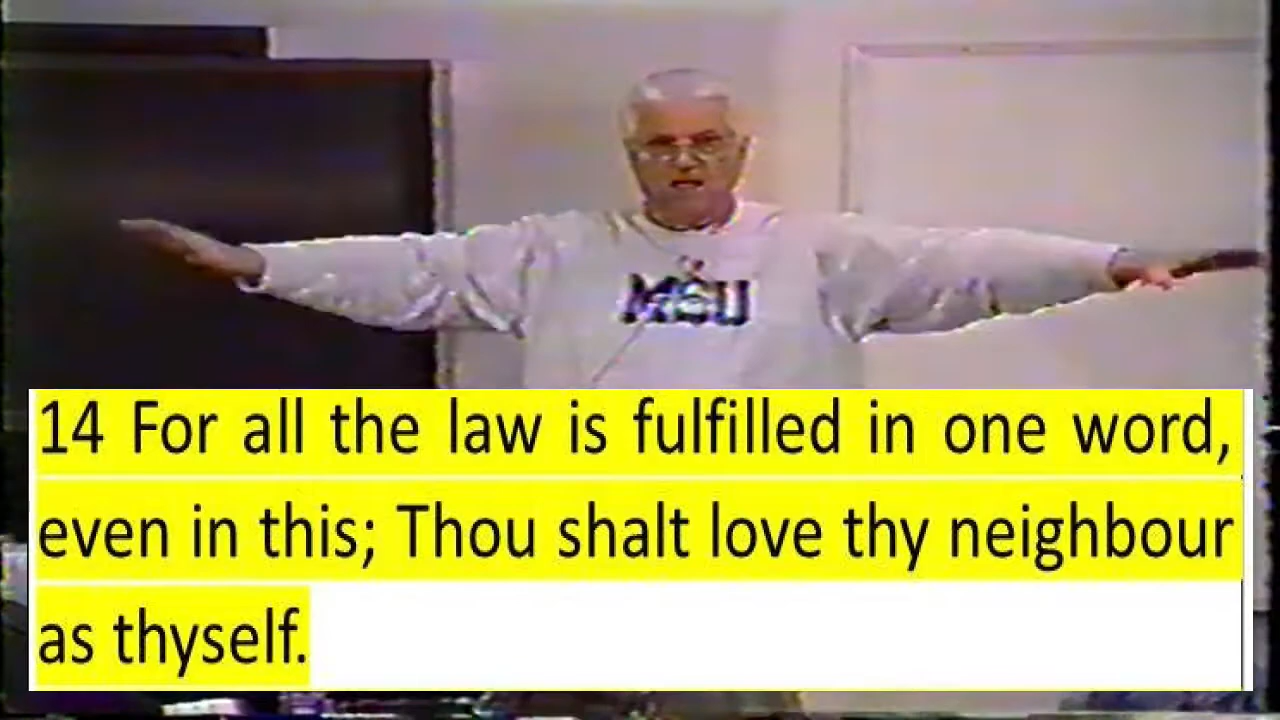 MSU
14 For all the law is fulfilled in one word,
even in this; Thou shalt love thy neighbour
as thyself.